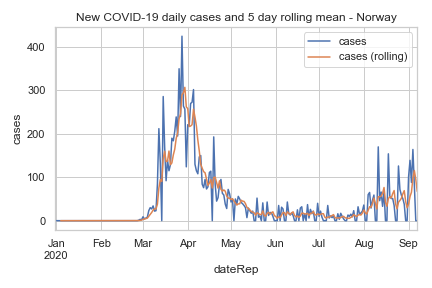 New COVID-19 daily cases and 5 day rolling mean - Norway
cases
cases (rolling)
400
300
200
100
0
cases
Jan Feb Mar Apr May Jun Jul Aug Sep
2020
dateRep